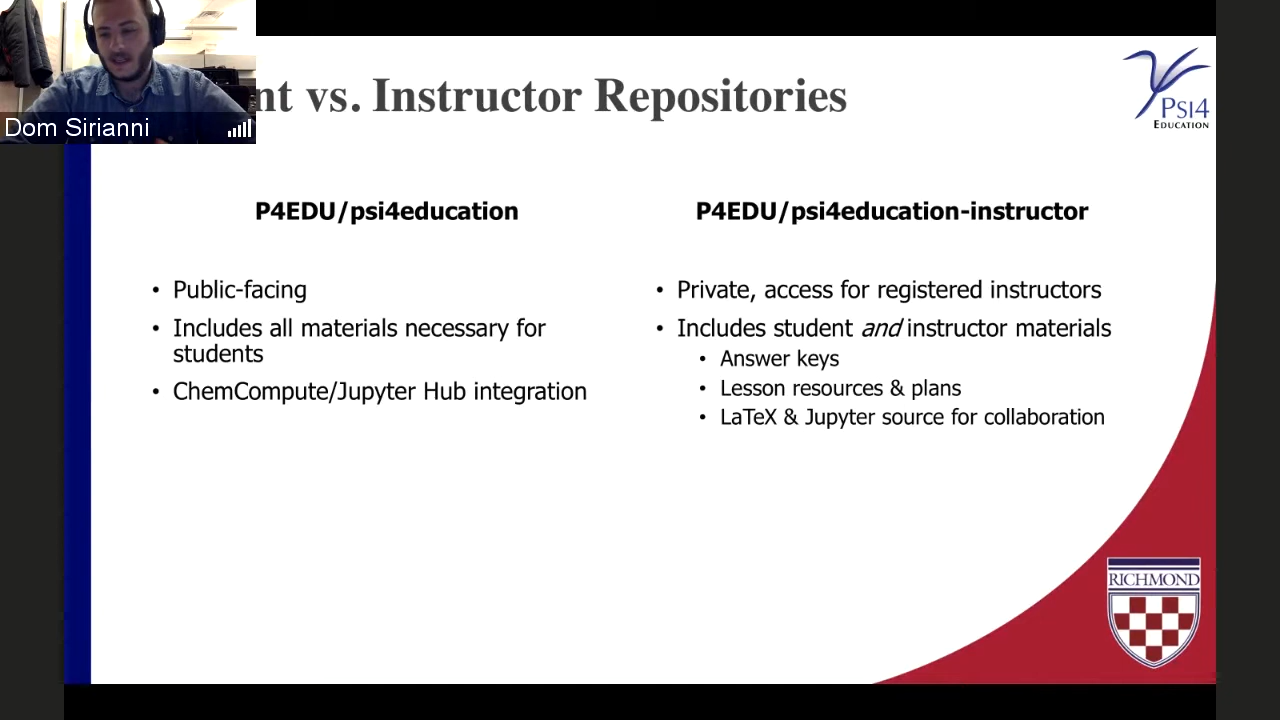 nt vs. Instructor Repositories
PSI4
EDUCATION
Dom Sirianni
P4EDU/psi4education
• Public-facing
• Includes all materials necessary for
students
• ChemCompute/Jupyter Hub integration
P4EDU/psi4education-instructor
• Private, access for registered instructors
• Includes student and instructor materials
• Answer keys
• Lesson resources & plans
• LaTeX & Jupyter source for collaboration
RICHMOND